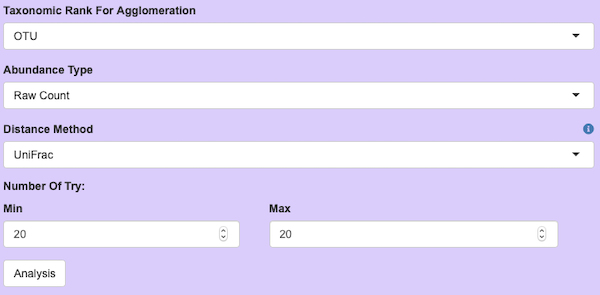 Taxonomic Rank For Agglomeration
OTU
Abundance Type
Raw Count
Distance Method
UniFrac
Number Of Try:
Min Max
20 20
Analysis